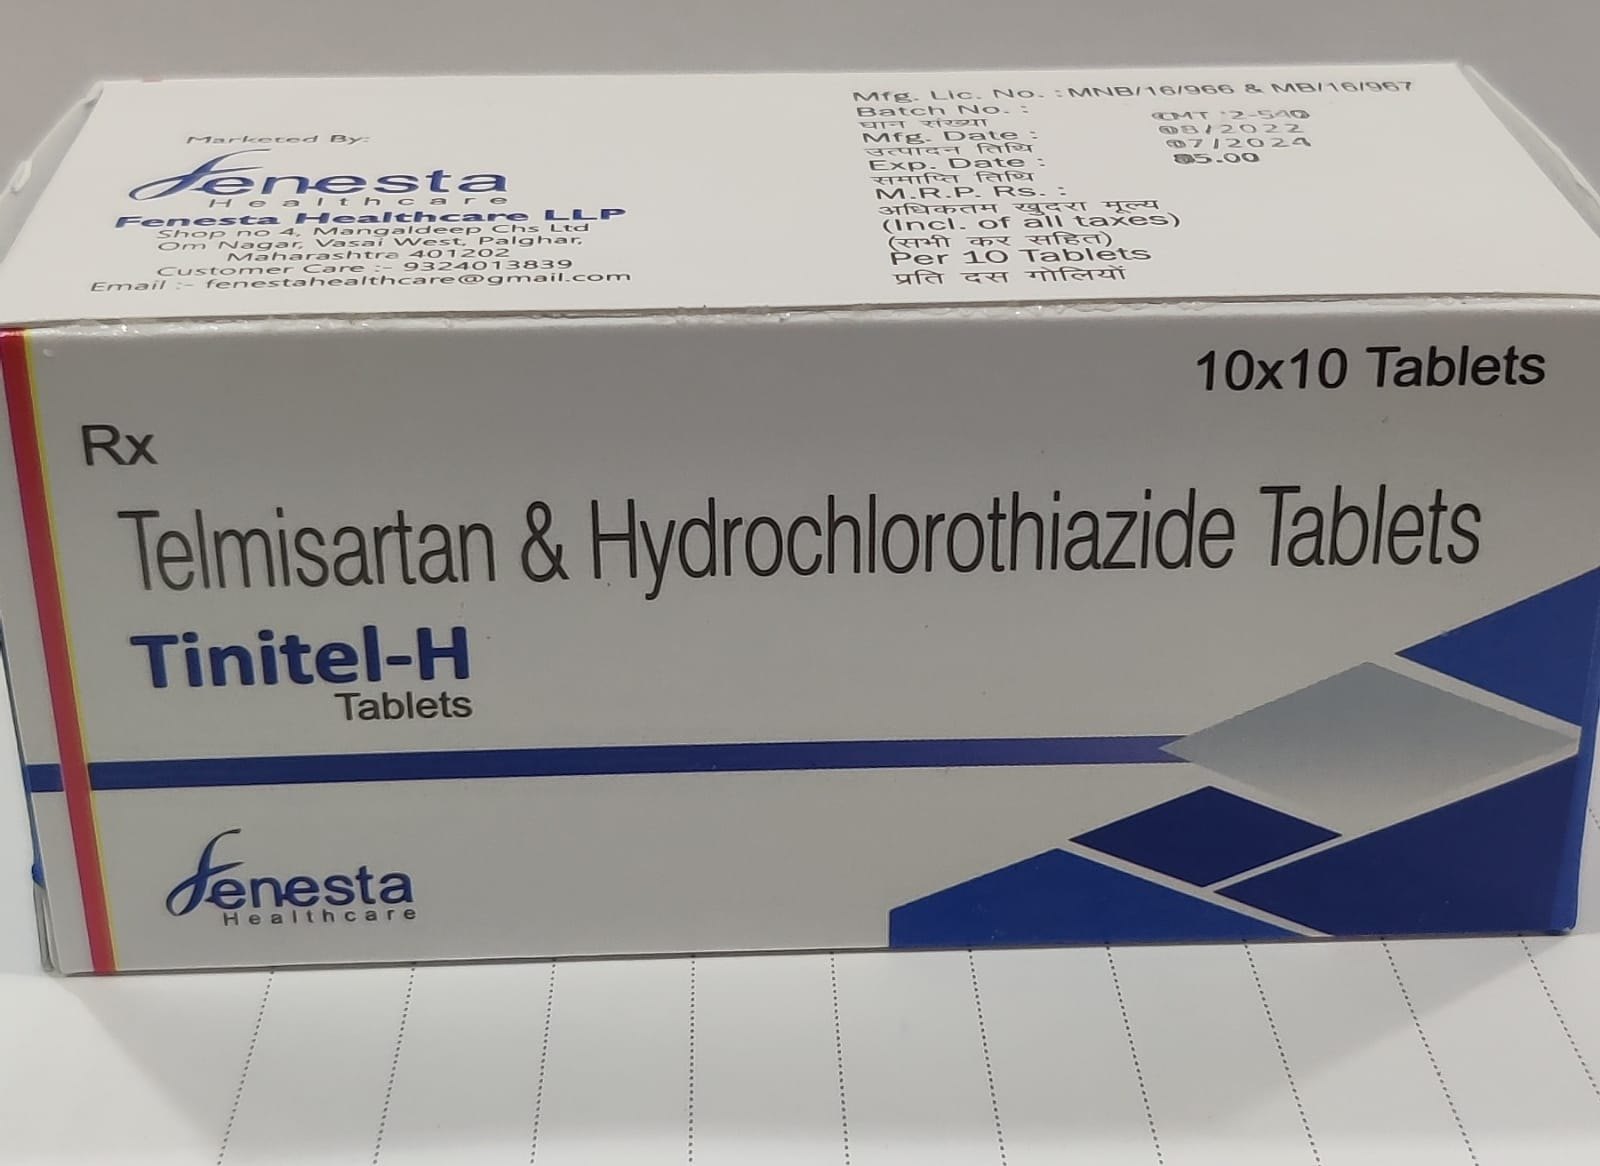 Marketed By:
Fenesta
Healthcare
Fenesta Healthcare LLP
Shop no 4, Mangaldeep Chs Ltd
Om Nagar, Vasai West, Palghar,
Maharashtra 401202
Customer Care :- 9324013839
Email :- fenestahealthcare@gmail.com
Mfg. Lic. No. : MNB/16/966 & MB/16/967
Batch No. :
घान संख्या
Mfg. Date : 08/2022
उत्पादन तिथि
Exp. Date : 07/2024
समाप्ति तिथि
M.R.P. Rs. :
अधिकतम खुदरा मूल्य
(Incl. of all taxes)
(सभी कर सहित)
Per 10 Tablets
प्रति दस गोलियों
10x10 Tablets
Rx
Telmisartan & Hydrochlorothiazide Tablets
Tinitel-H
Tablets
Fenesta
Healthcare